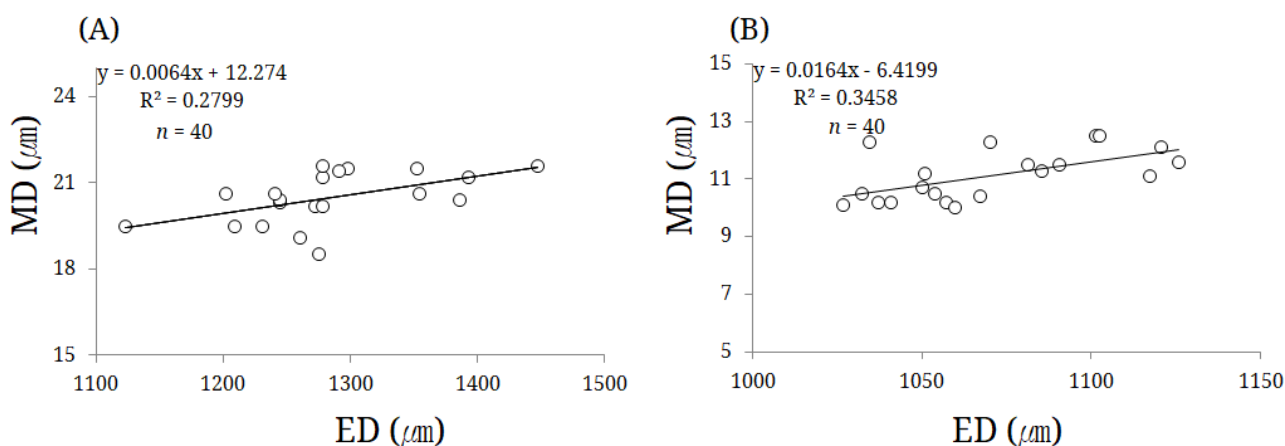 (A)
y = 0.0064x + 12.274
R² = 0.2799
n = 40
24
21
18
15
1100 1200 1300 1400 1500
MD (㎛)
ED (㎛)
(B)
y = 0.0164x - 6.4199
R² = 0.3458
n = 40
15
13
11
9
7
5
1000 1050 1100 1150
MD (㎛)
ED (㎛)